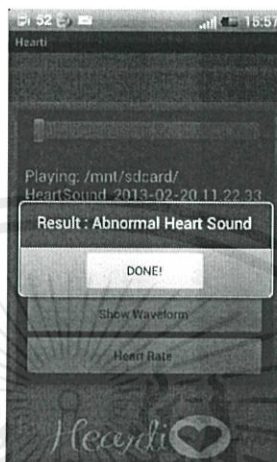 52 15:57
Hearti
Playing: /mnt/sdcard/
HeartSound_2013-02-20 11.22.33
Result : Abnormal Heart Sound
DONE!
Show Waveform
Heart Rate
Heardi